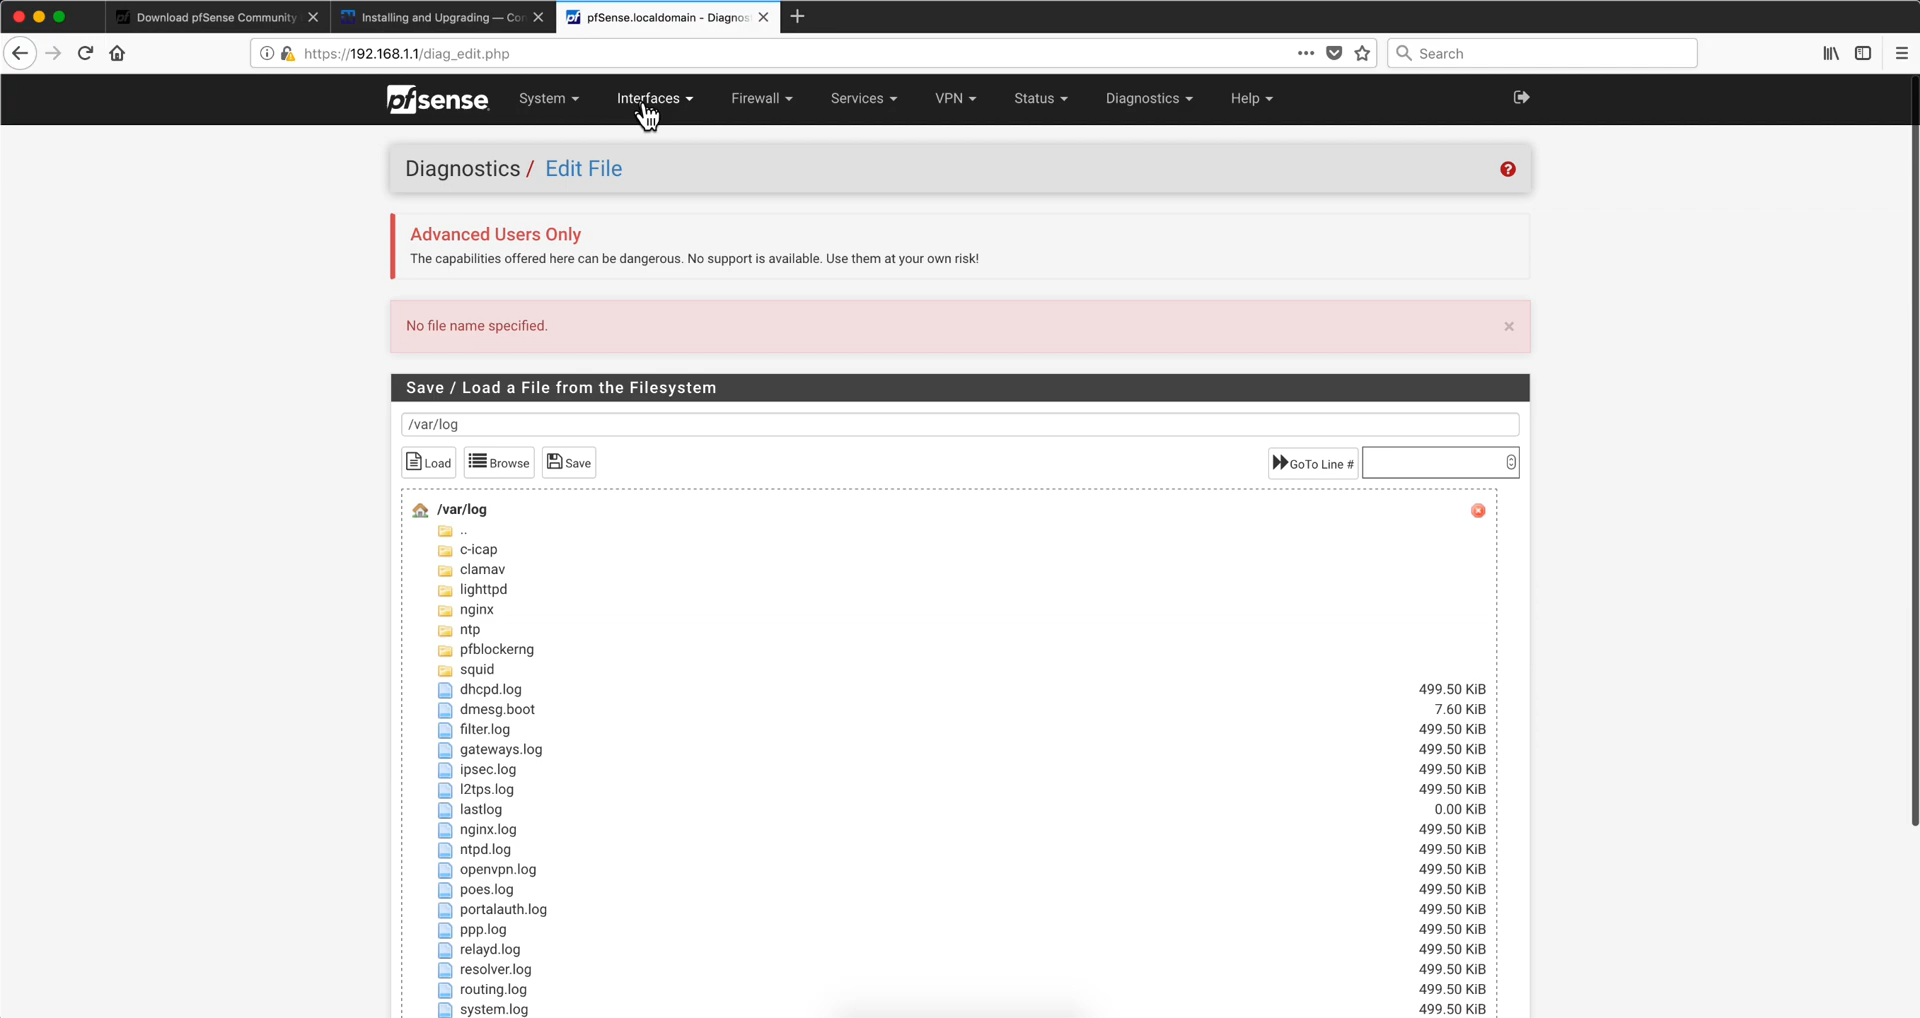 Download pfSense Community
Installing and Upgrading — Con
pfSense.localdomain - Diagnos
https://192.168.1.1/diag_edit.php
Search
pfsense
System
Interfaces
Firewall
Services
VPN
Status
Diagnostics
Help
Diagnostics / Edit File
Advanced Users Only
The capabilities offered here can be dangerous. No support is available. Use them at your own risk!
No file name specified.
Save / Load a File from the Filesystem
/var/log
Load
Browse
Save
GoTo Line #
/var/log
..
c-icap
clamav
lighttpd
nginx
ntp
pfblockerng
squid
dhcpd.log 499.50 KiB
dmesg.boot 7.60 KiB
filter.log 499.50 KiB
gateways.log 499.50 KiB
ipsec.log 499.50 KiB
l2tps.log 499.50 KiB
lastlog 0.00 KiB
nginx.log 499.50 KiB
ntpd.log 499.50 KiB
openvpn.log 499.50 KiB
poes.log 499.50 KiB
portalauth.log 499.50 KiB
ppp.log 499.50 KiB
relayd.log 499.50 KiB
resolver.log 499.50 KiB
routing.log 499.50 KiB
system.log 499.50 KiB